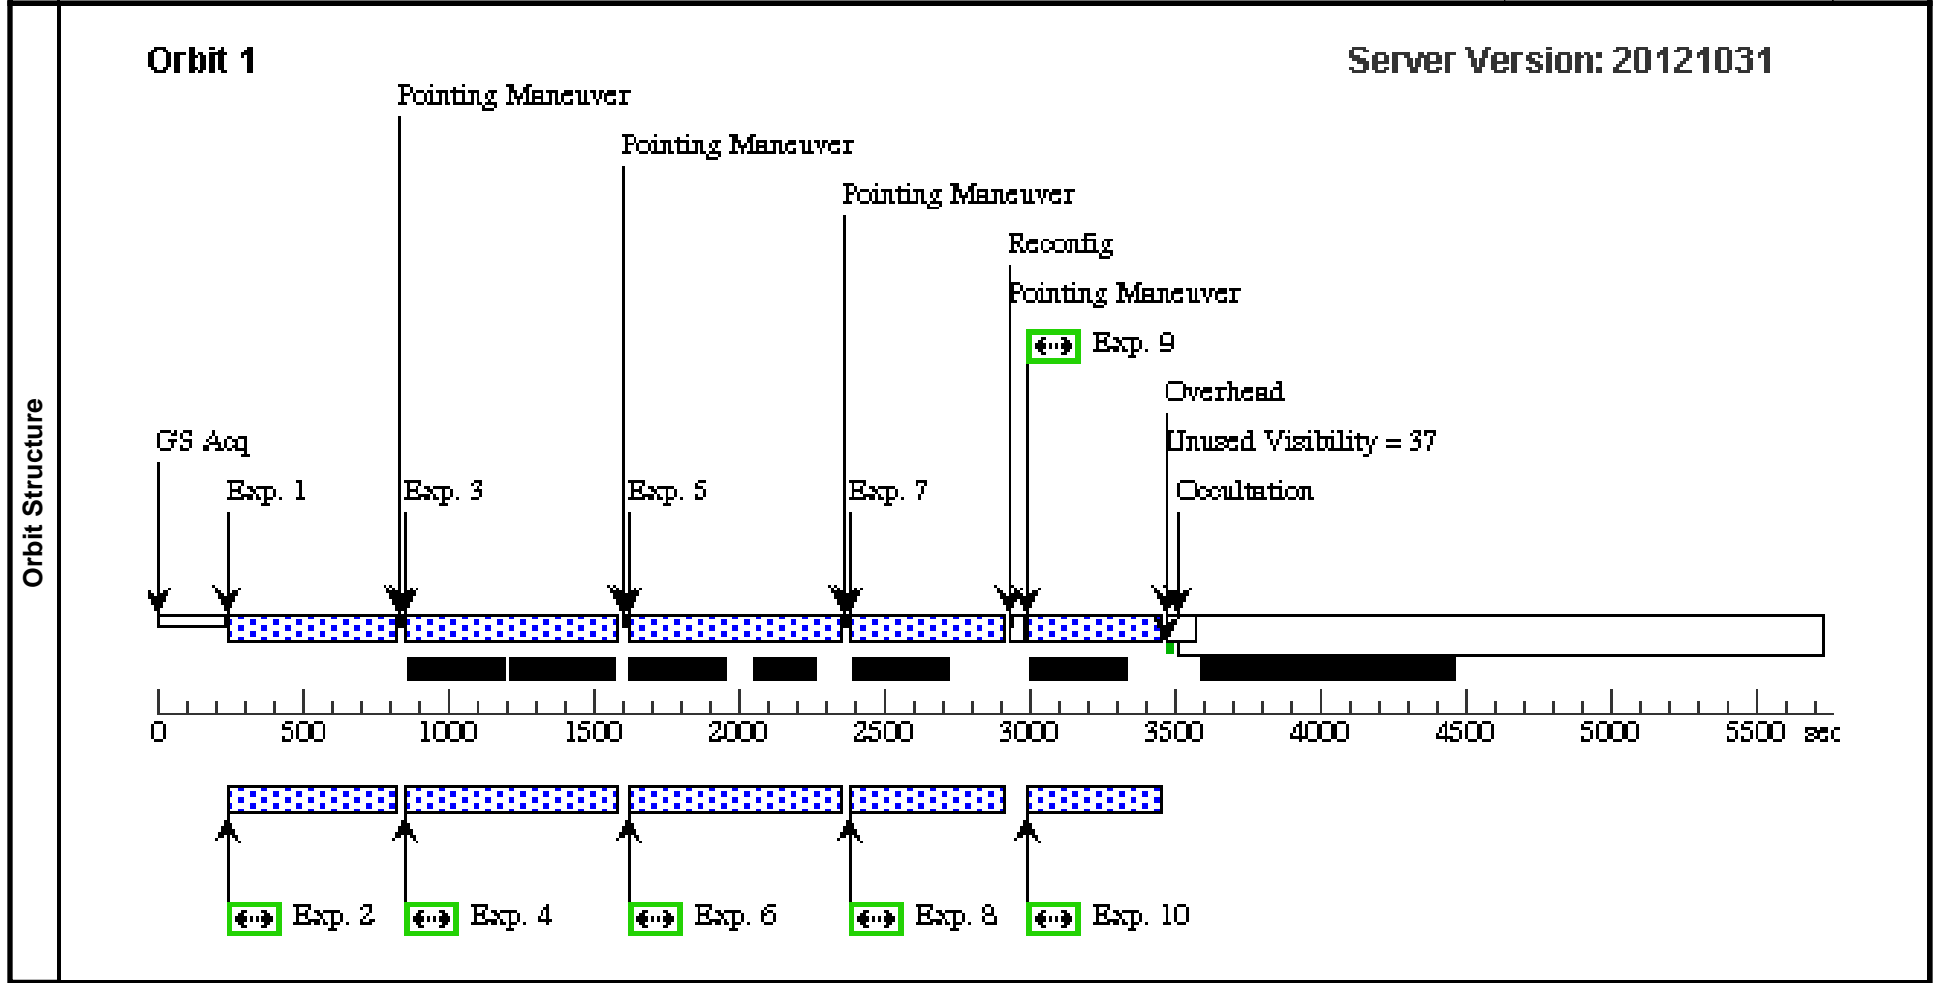 Orbit 1
Server Version: 20121031
Pointing Maneuver
Pointing Maneuver
Pointing Maneuver
Reconfig
Pointing Maneuver
Exp. 9
Overhead
GS Acq
Unused Visibility = 37
Exp. 1
Exp. 3
Exp. 5
Exp. 7
Occultation
0 500 1000 1500 2000 2500 3000 3500 4000 4500 5000 5500 sec
Exp. 2
Exp. 4
Exp. 6
Exp. 8
Exp. 10
Orbit Structure